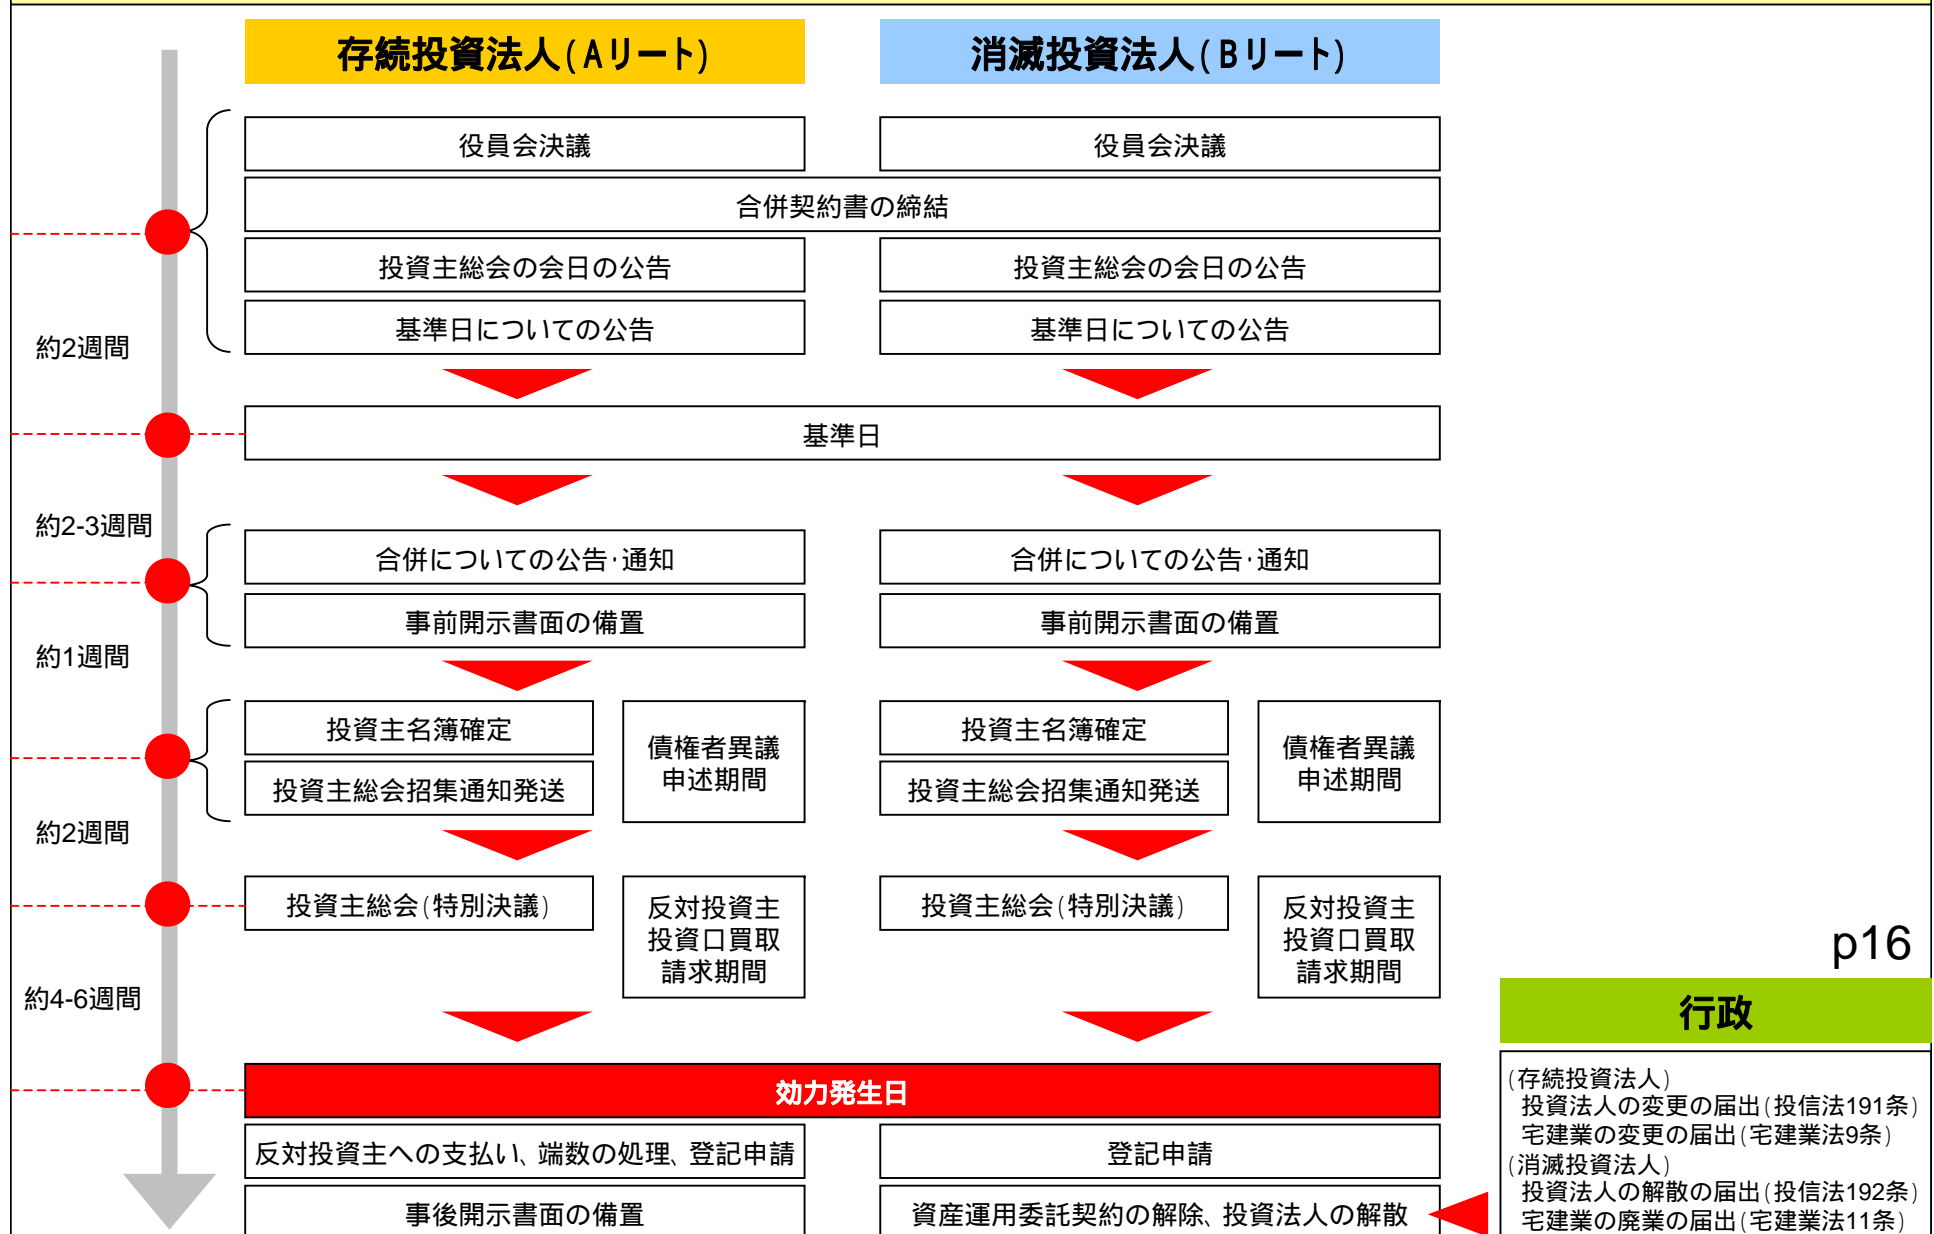 存続投資法人(Aリート)
消滅投資法人(Bリート)
役員会決議
役員会決議
合併契約書の締結
投資主総会の会日の公告
投資主総会の会日の公告
約2週間
基準日についての公告
基準日についての公告
基準日
約2-3週間
合併についての公告・通知
合併についての公告・通知
事前開示書面の備置
事前開示書面の備置
約1週間
投資主名簿確定
投資主総会招集通知発送
債権者異議
申述期間
投資主名簿確定
投資主総会招集通知発送
債権者異議
申述期間
約2週間
投資主総会(特別決議)
反対投資主
投資口買取
請求期間
投資主総会(特別決議)
反対投資主
投資口買取
請求期間
約4-6週間
p16
効力発生日
反対投資主への支払い、端数の処理、登記申請
登記申請
事後開示書面の備置
資産運用委託契約の解除、投資法人の解散
行政
(存続投資法人)
投資法人の変更の届出(投信法191条)
宅建業の変更の届出(宅建業法9条)
(消滅投資法人)
投資法人の解散の届出(投信法192条)
宅建業の廃業の届出(宅建業法11条)